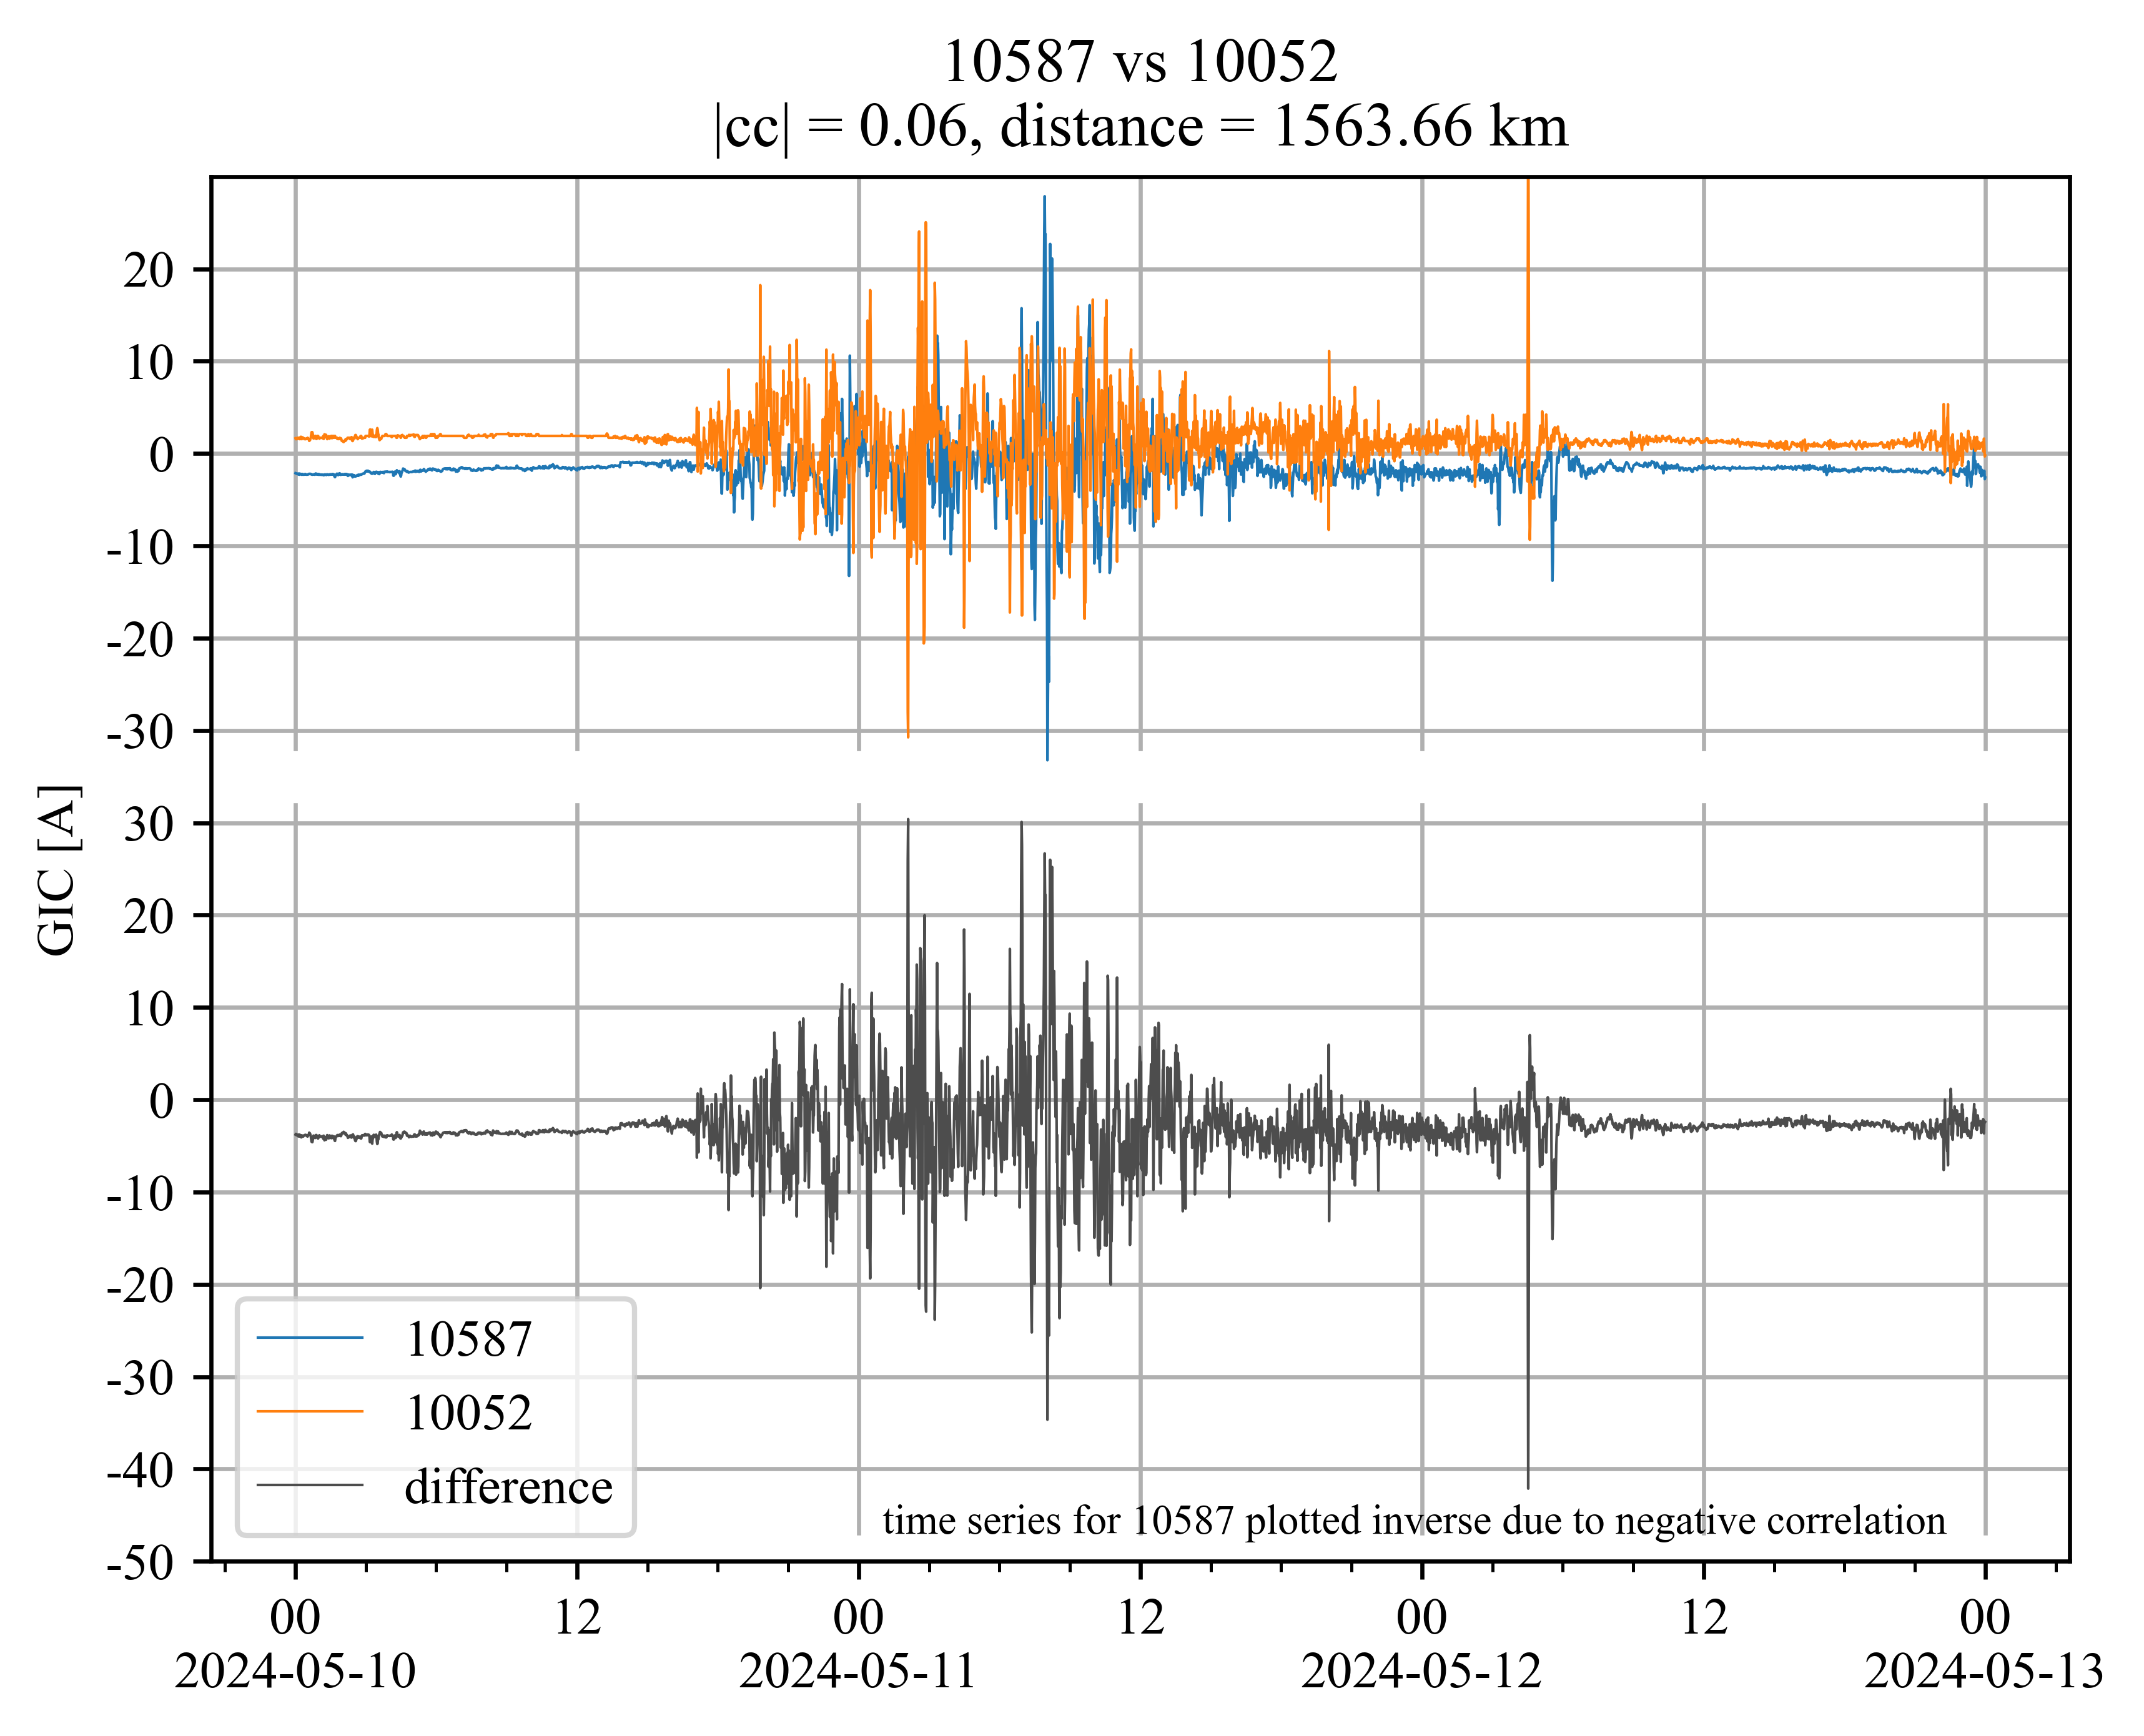 10587 vs 10052
|cc| = 0.06, distance = 1563.66 km
GIC [A]
20
10
0
-10
-20
-30
30
20
10
0
-10
-20
-30
-40
-50
10587
10052
difference
time series for 10587 plotted inverse due to negative correlation
00 12 00 12 00 12 00
2024-05-10 2024-05-11 2024-05-12 2024-05-13